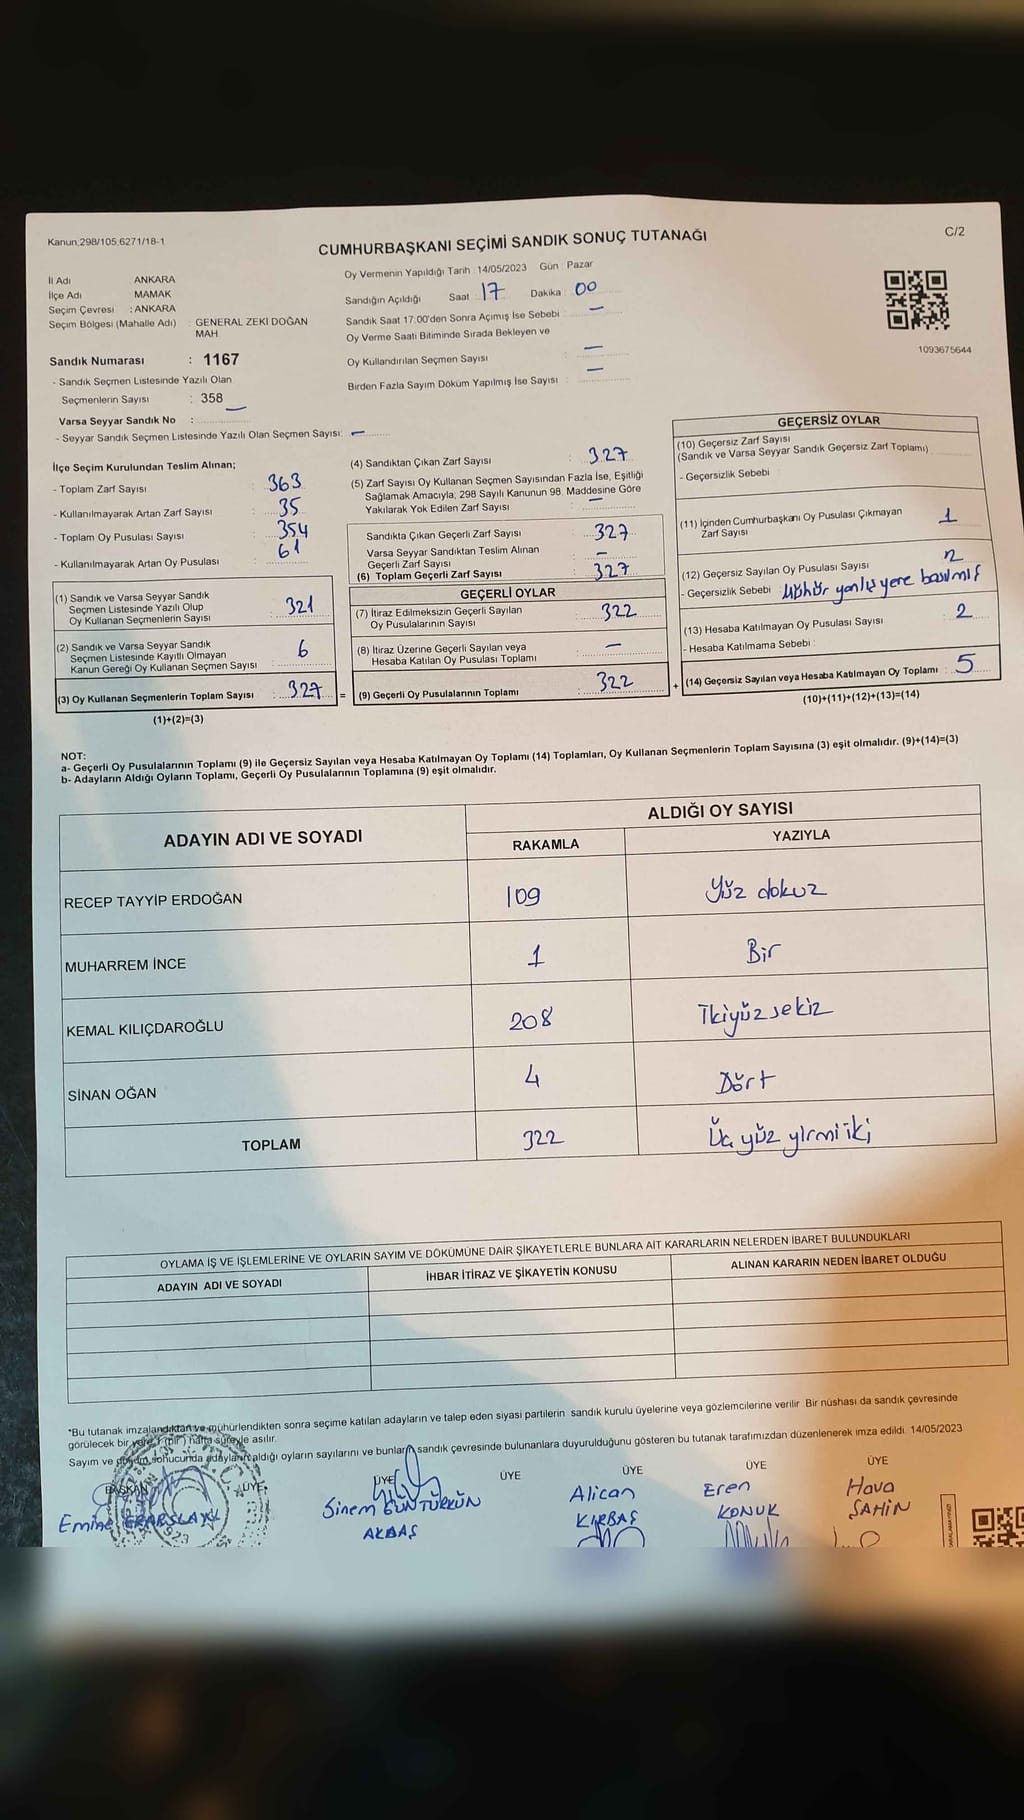 Kanun,298/105,6271/18-1
C/2
CUMHURBAŞKANI SEÇİMİ SANDIK SONUÇ TUTANAĞI
İl Adı ANKARA
İlçe Adı MAMAK
Seçim Çevresi : ANKARA
Seçim Bölgesi (Mahalle Adı) : GENERAL ZEKİ DOĞAN
MAH.
Sandık Numarası : 1167
- Sandık Seçmen Listesinde Yazılı Olan
Seçmenlerin Sayısı : 358
Varsa Seyyar Sandık No : —
- Seyyar Sandık Seçmen Listesinde Yazılı Olan Seçmen Sayısı: —
Oy Vermenin Yapıldığı Tarih : 14/05/2023 Gün : Pazar
Sandığın Açıldığı Saat 17 Dakika 00
Sandık Saat 17:00'den Sonra Açımış İse Sebebi : —
Oy Verme Saati Bitiminde Sırada Bekleyen ve
Oy Kullandırılan Seçmen Sayısı : —
Birden Fazla Sayım Döküm Yapılmış İse Sayısı : —
1093675644
İlçe Seçim Kurulundan Teslim Alınan;
- Toplam Zarf Sayısı : 363
- Kullanılmayarak Artan Zarf Sayısı : 35
- Toplam Oy Pusulası Sayısı : 354
- Kullanılmayarak Artan Oy Pusulası : 61
(1) Sandık ve Varsa Seyyar Sandık
Seçmen Listesinde Yazılı Olup
Oy Kullanan Seçmenlerin Sayısı : 321
(2) Sandık ve Varsa Seyyar Sandık
Seçmen Listesinde Kayıtlı Olmayan
Kanun Gereği Oy Kullanan Seçmen Sayısı : 6
(3) Oy Kullanan Seçmenlerin Toplam Sayısı : 327 =
(1)+(2)=(3)
(4) Sandıktan Çıkan Zarf Sayısı : 327
(5) Zarf Sayısı Oy Kullanan Seçmen Sayısından Fazla İse, Eşitliği
Sağlamak Amacıyla, 298 Sayılı Kanunun 98. Maddesine Göre
Yakılarak Yok Edilen Zarf Sayısı : —
Sandıkta Çıkan Geçerli Zarf Sayısı : 327
Varsa Seyyar Sandıktan Teslim Alınan
Geçerli Zarf Sayısı : —
(6) Toplam Geçerli Zarf Sayısı : 327
GEÇERLİ OYLAR
(7) İtiraz Edilmeksizin Geçerli Sayılan
Oy Pusulalarının Sayısı : 322
(8) İtiraz Üzerine Geçerli Sayılan veya
Hesaba Katılan Oy Pusulası Toplamı : —
(9) Geçerli Oy Pusulalarının Toplamı : 322 +
GEÇERSİZ OYLAR
(10) Geçersiz Zarf Sayısı
(Sandık ve Varsa Seyyar Sandık Geçersiz Zarf Toplamı)
- Geçersizlik Sebebi :
(11) İçinden Cumhurbaşkanı Oy Pusulası Çıkmayan
Zarf Sayısı : 1
(12) Geçersiz Sayılan Oy Pusulası Sayısı : 2
- Geçersizlik Sebebi : Mühür yanlış yere basılmış
(13) Hesaba Katılmayan Oy Pusulası Sayısı : 2
- Hesaba Katılmama Sebebi :
(14) Geçersiz Sayılan veya Hesaba Katılmayan Oy Toplamı : 5
(10)+(11)+(12)+(13)=(14)
NOT:
a- Geçerli Oy Pusulalarının Toplamı (9) ile Geçersiz Sayılan veya Hesaba Katılmayan Oy Toplamı (14) Toplamları, Oy Kullanan Seçmenlerin Toplam Sayısına (3) eşit olmalıdır. (9)+(14)=(3)
b- Adayların Aldığı Oyların Toplamı, Geçerli Oy Pusulalarının Toplamına (9) eşit olmalıdır.
ADAYIN ADI VE SOYADI ALDIĞI OY SAYISI
RAKAMLA YAZIYLA
RECEP TAYYİP ERDOĞAN 109 Yüz dokuz
MUHARREM İNCE 1 Bir
KEMAL KILIÇDAROĞLU 208 İkiyüz sekiz
SİNAN OĞAN 4 Dört
TOPLAM 322 Üç yüz yirmi iki
OYLAMA İŞ VE İŞLEMLERİNE VE OYLARIN SAYIM VE DÖKÜMÜNE DAİR ŞİKAYETLERLE BUNLARA AİT KARARLARIN NELERDEN İBARET BULUNDUKLARI
ADAYIN ADI VE SOYADI İHBAR İTİRAZ VE ŞİKAYETİN KONUSU ALINAN KARARIN NEDEN İBARET OLDUĞU
*Bu tutanak imzalandıktan ve mühürlendikten sonra seçime katılan adayların ve talep eden siyasi partilerin sandık kurulu üyelerine veya gözlemcilerine verilir. Bir nüshası da sandık çevresinde
görülecek bir yere 1 (bir) hafta süreyle asılır.
Sayım ve döküm sonucunda adayların aldığı oyların sayılarını ve bunların sandık çevresinde bulunanlara duyurulduğunu gösteren bu tutanak tarafımızdan düzenlenerek imza edildi. 14/05/2023
BAŞKAN ÜYE ÜYE ÜYE ÜYE ÜYE ÜYE
Emine ERARSLAN Sinem GÜNTÜRKÜN Alican Eren Hava
AKBAŞ KIRBAŞ KONUK ŞAHİN